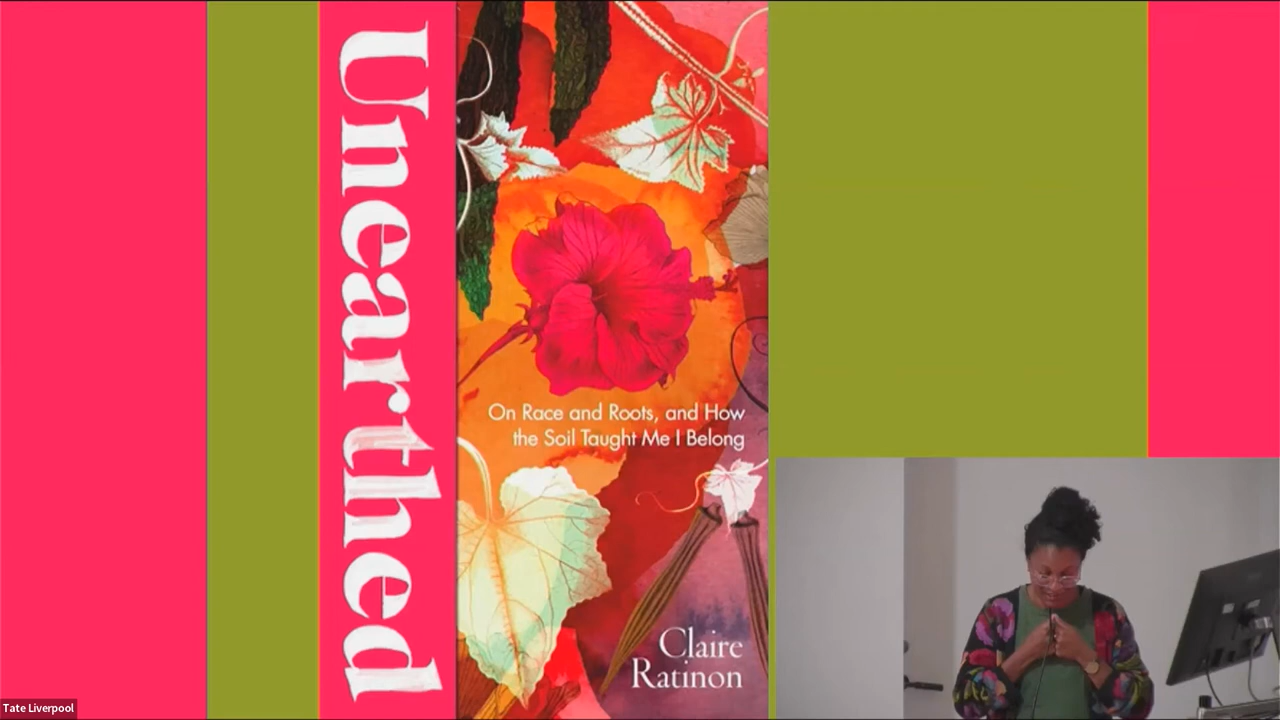 Unearthed
On Race and Roots, and How
the Soil Taught Me I Belong
Claire
Ratinon
Tate Liverpool